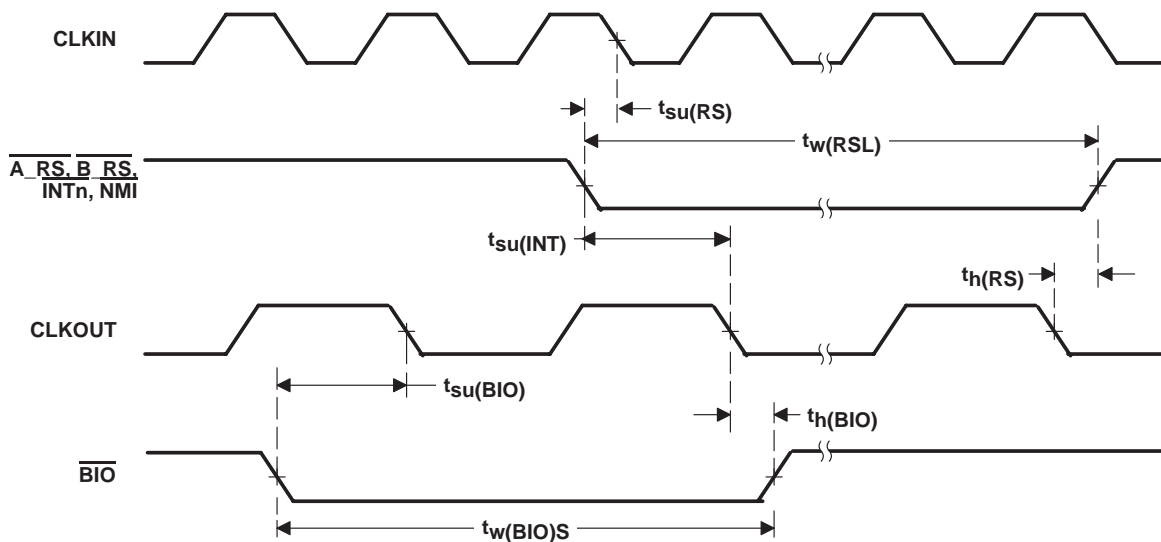 CLKIN
tsu(RS)
tw(RSL)
A_RS, B_RS,
INTn, NMI
tsu(INT)
th(RS)
CLKOUT
tsu(BIO)
th(BIO)
BIO
tw(BIO)S